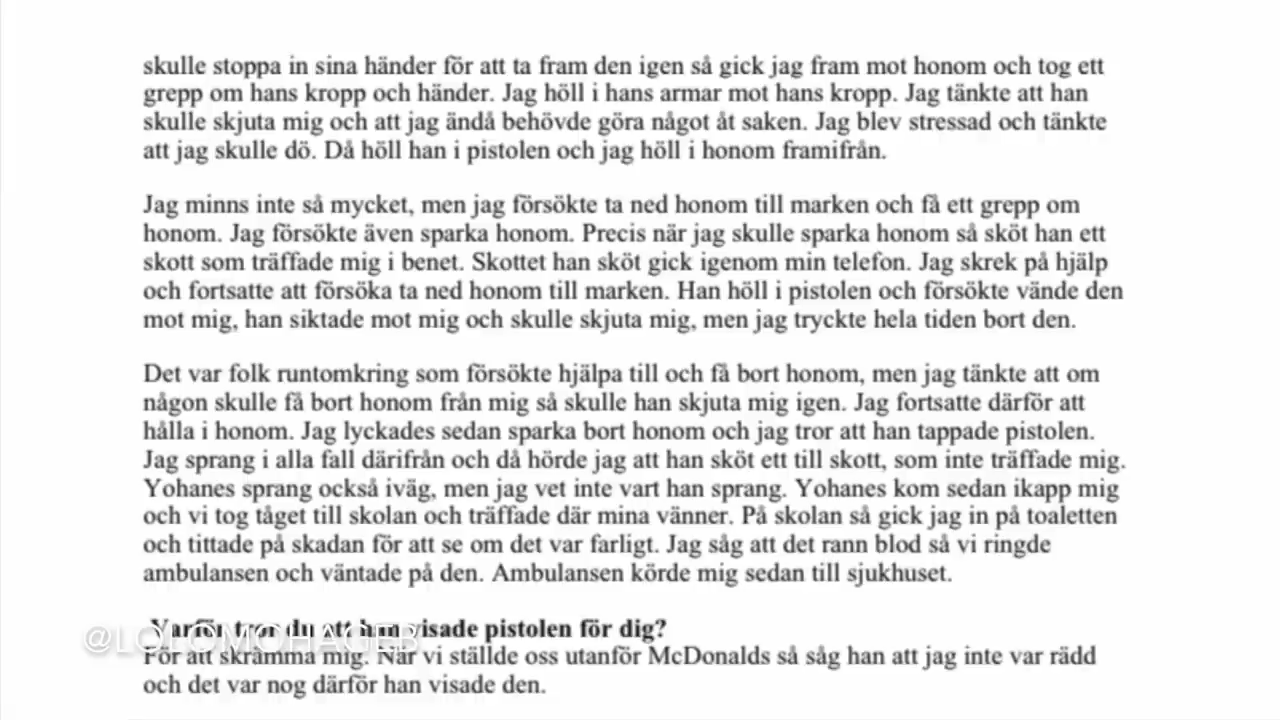 skulle stoppa in sina händer för att ta fram den igen så gick jag fram mot honom och tog ett
grepp om hans kropp och händer. Jag höll i hans armar mot hans kropp. Jag tänkte att han
skulle skjuta mig och att jag ändå behövde göra något åt saken. Jag blev stressad och tänkte
att jag skulle dö. Då höll han i pistolen och jag höll i honom framifrån.
Jag minns inte så mycket, men jag försökte ta ned honom till marken och få ett grepp om
honom. Jag försökte även sparka honom. Precis när jag skulle sparka honom så sköt han ett
skott som träffade mig i benet. Skottet han sköt gick igenom min telefon. Jag skrek på hjälp
och fortsatte att försöka ta ned honom till marken. Han höll i pistolen och försökte vände den
mot mig, han siktade mot mig och skulle skjuta mig, men jag tryckte hela tiden bort den.
Det var folk runtomkring som försökte hjälpa till och få bort honom, men jag tänkte att om
någon skulle få bort honom från mig så skulle han skjuta mig igen. Jag fortsatte därför att
hålla i honom. Jag lyckades sedan sparka bort honom och jag tror att han tappade pistolen.
Jag sprang i alla fall därifrån och då hörde jag att han sköt ett till skott, som inte träffade mig.
Yohanes sprang också iväg, men jag vet inte vart han sprang. Yohanes kom sedan ikapp mig
och vi tog tåget till skolan och träffade där mina vänner. På skolan så gick jag in på toaletten
och tittade på skadan för att se om det var farligt. Jag såg att det rann blod så vi ringde
ambulansen och väntade på den. Ambulansen körde mig sedan till sjukhuset.
Varför tror du att han visade pistolen för dig?
@LOLOMOHAGEB
För att skrämma mig. När vi ställde oss utanför McDonalds så såg han att jag inte var rädd
och det var nog därför han visade den.